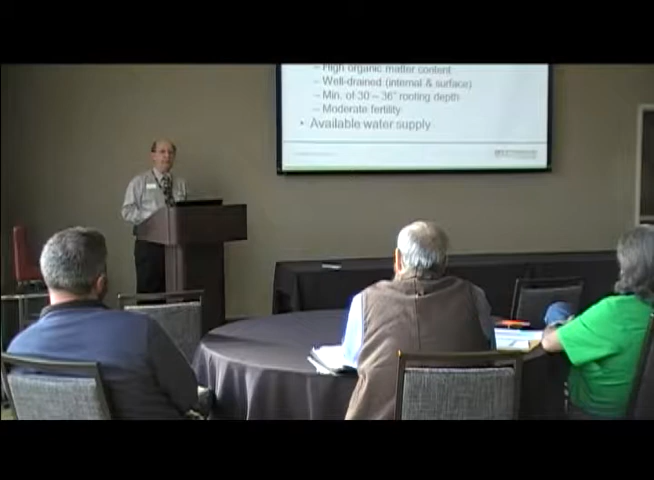 – High organic matter content
– Well-drained (internal & surface)
– Min. of 30 – 36" rooting depth
– Moderate fertility
• Available water supply